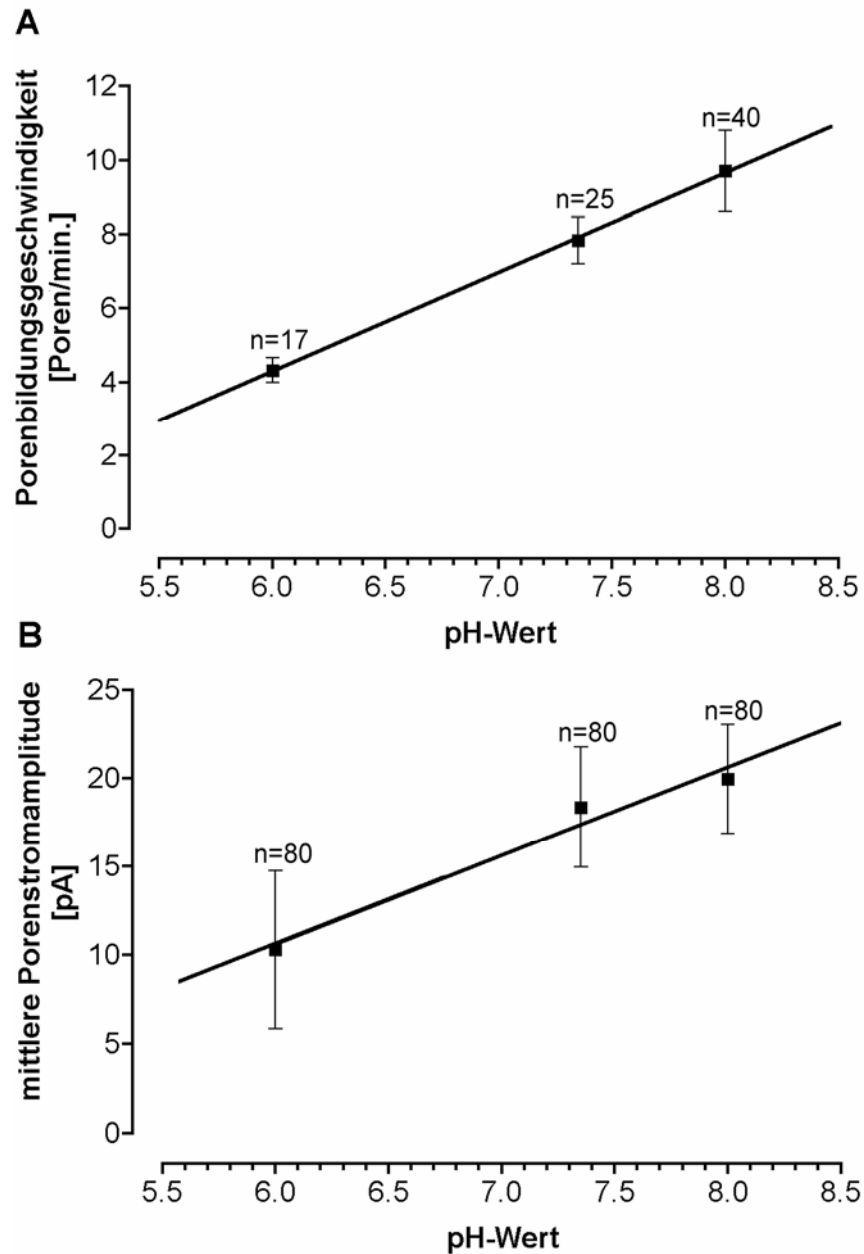 A
Porenbildungsgeschwindigkeit
[Poren/min.]
12
10
8
6
4
2
0
n=17
n=25
n=40
5.5 6.0 6.5 7.0 7.5 8.0 8.5
pH-Wert
B
mittlere Porenstromamplitude
[pA]
25
20
15
10
5
0
n=80
n=80
n=80
5.5 6.0 6.5 7.0 7.5 8.0 8.5
pH-Wert